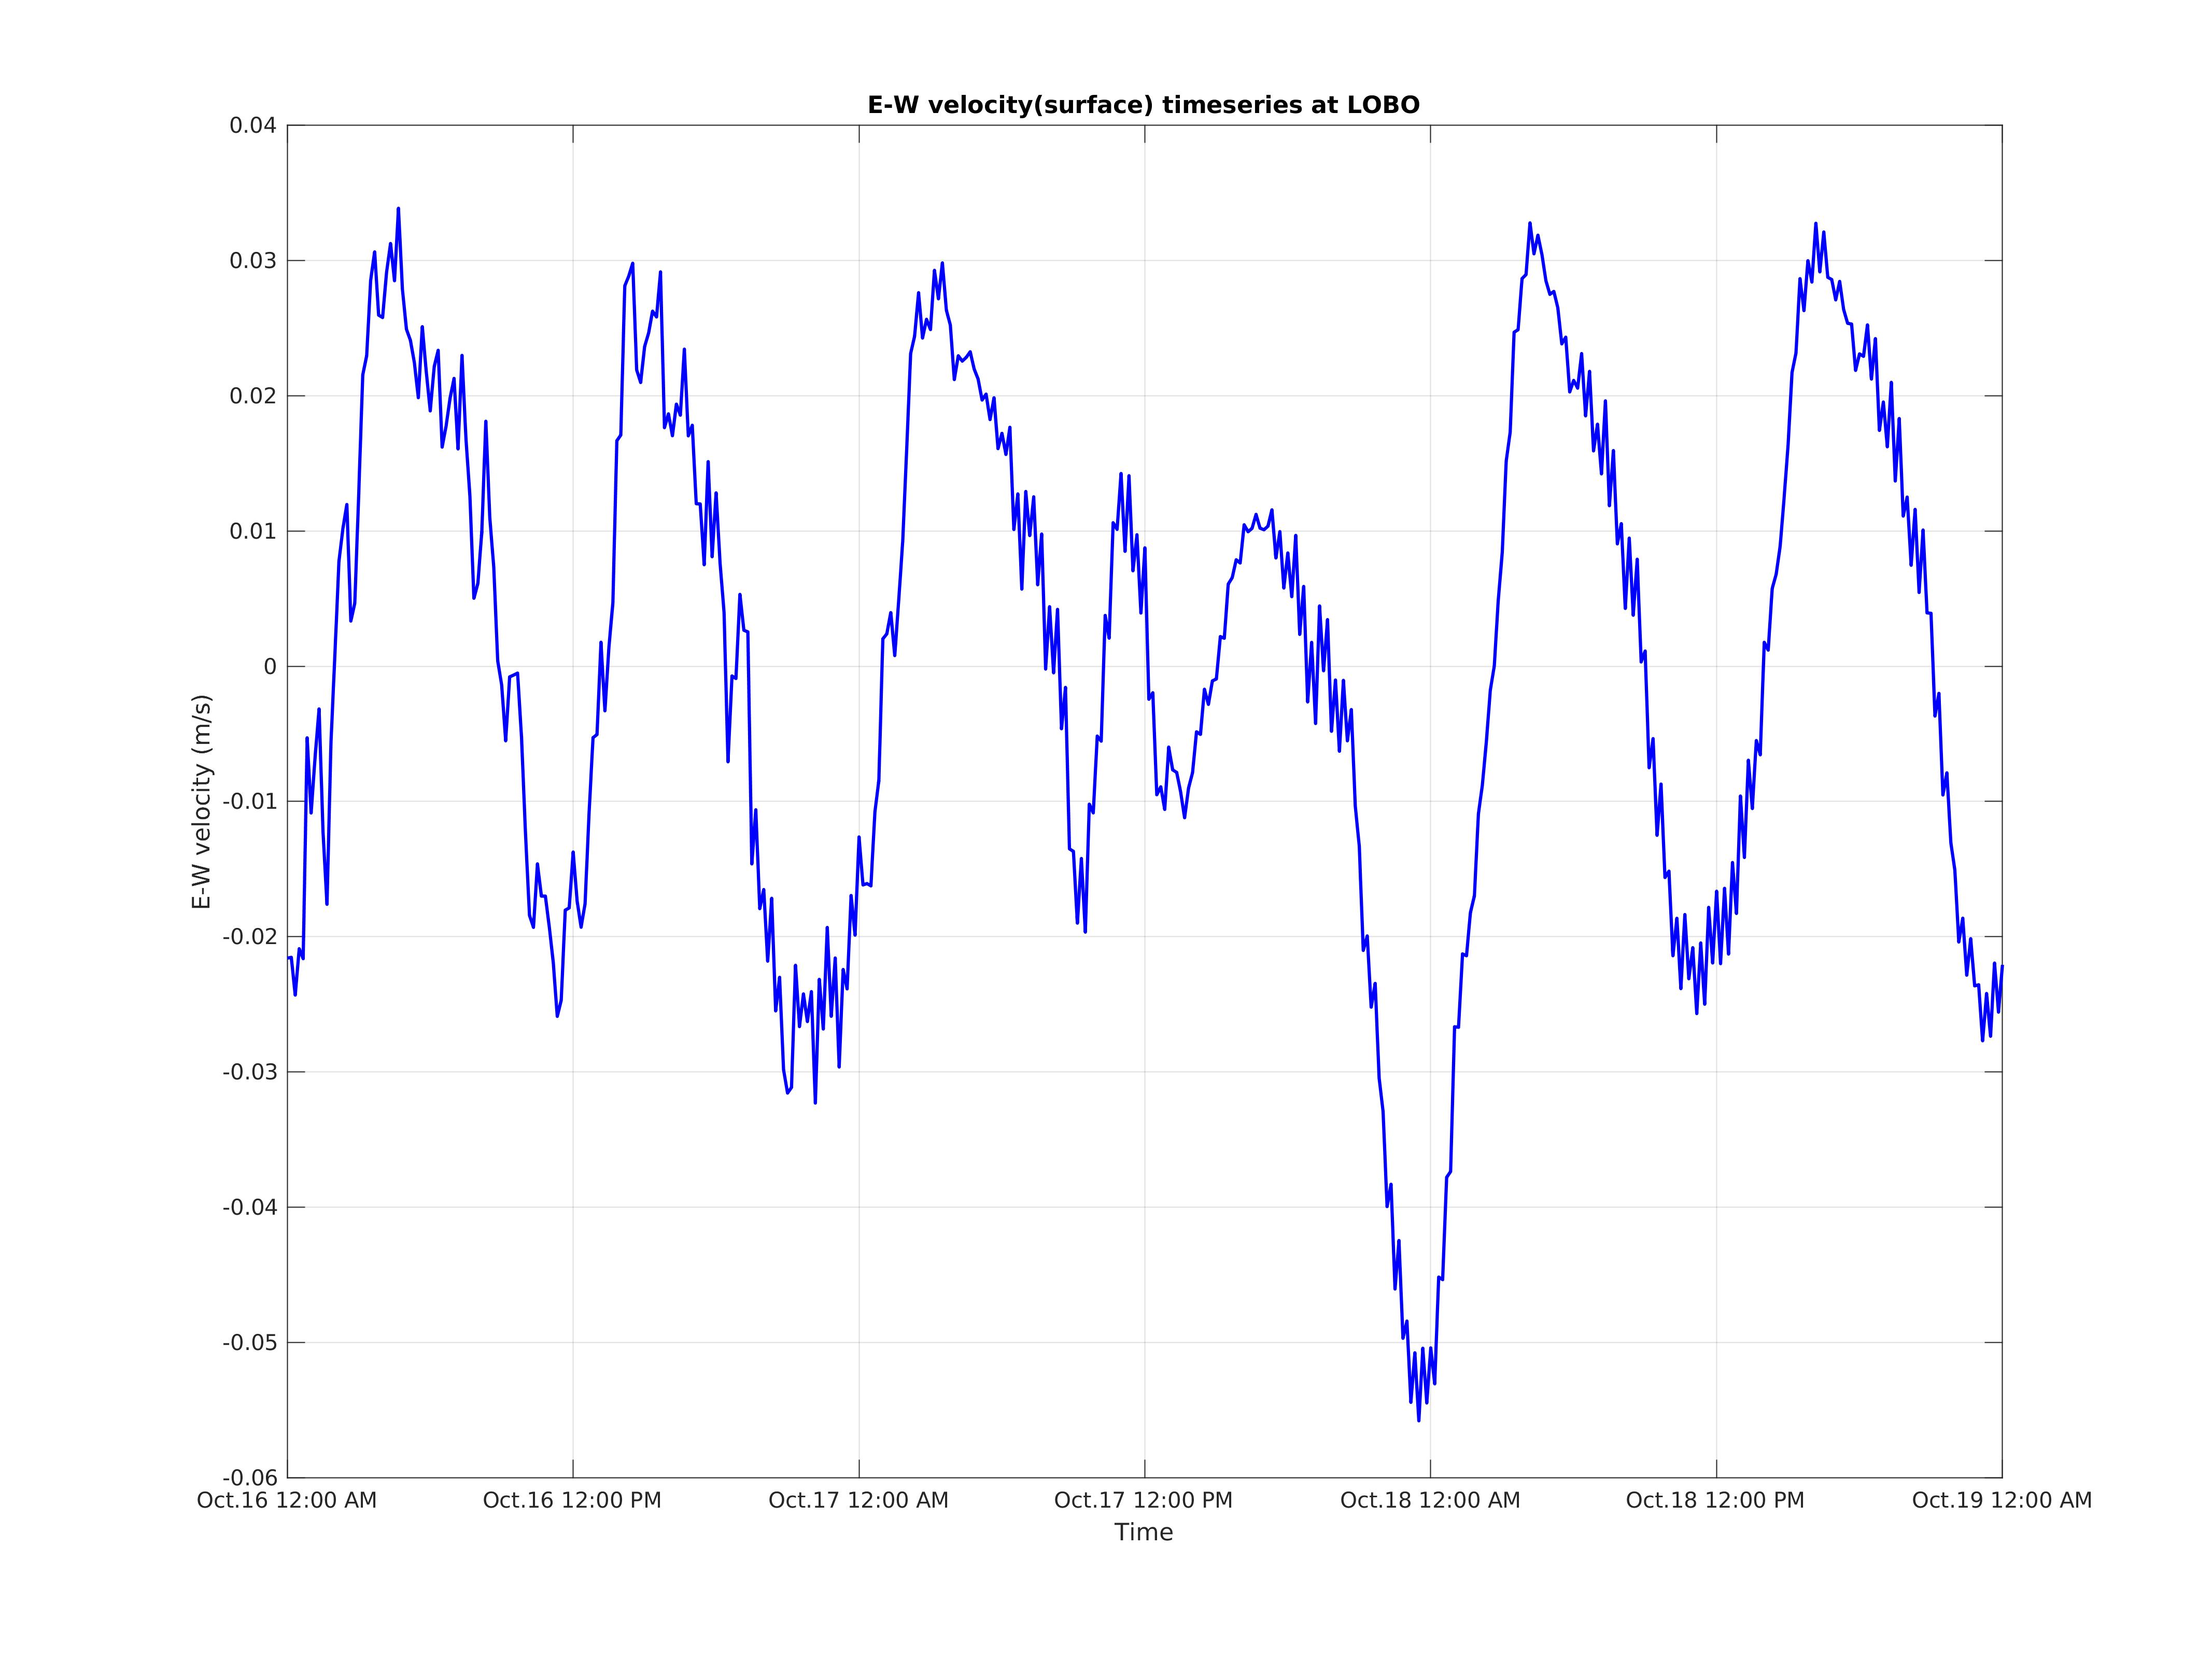 E-W velocity(surface) timeseries at LOBO
0.04
0.03
0.02
0.01
0
-0.01
-0.02
-0.03
-0.04
-0.05
-0.06
E-W velocity (m/s)
Oct.16 12:00 AM Oct.16 12:00 PM Oct.17 12:00 AM Oct.17 12:00 PM Oct.18 12:00 AM Oct.18 12:00 PM Oct.19 12:00 AM
Time